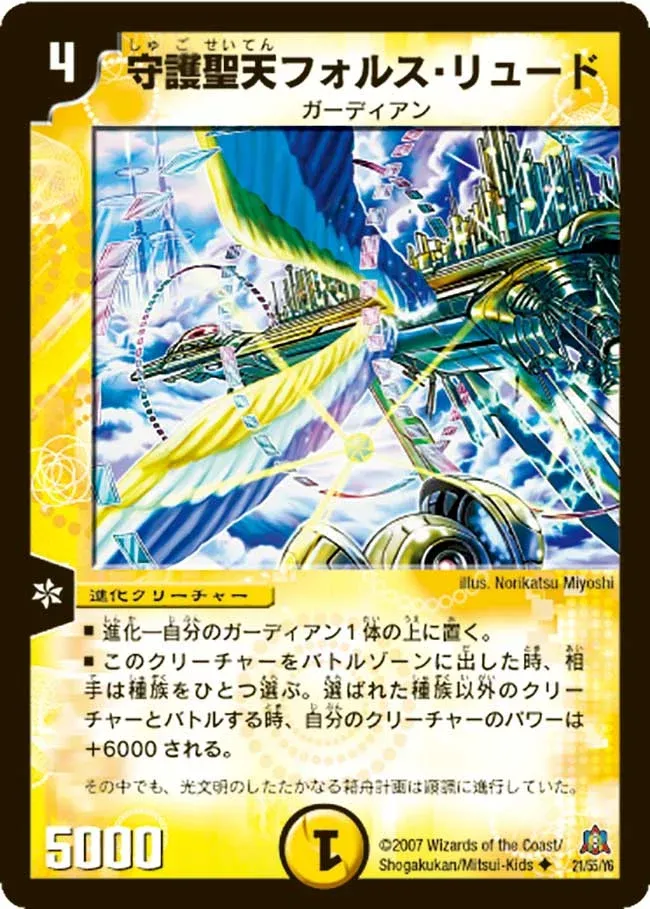 4
しゅごせいてん
守護聖天フォルス・リュード
ガーディアン
illus. Norikatsu Miyoshi
進化クリーチャー
■ 進化—自分のガーディアン1体の上に置く。
■ このクリーチャーをバトルゾーンに出した時、相
手は種族をひとつ選ぶ。選ばれた種族以外のクリー
チャーとバトルする時、自分のクリーチャーのパワーは
+6000 される。
その中でも、光文明のしたたかなる箱舟計画は順調に進行していた。
5000
1
©2007 Wizards of the Coast/
Shogakukan/Mitsui-Kids
21/55/Y6